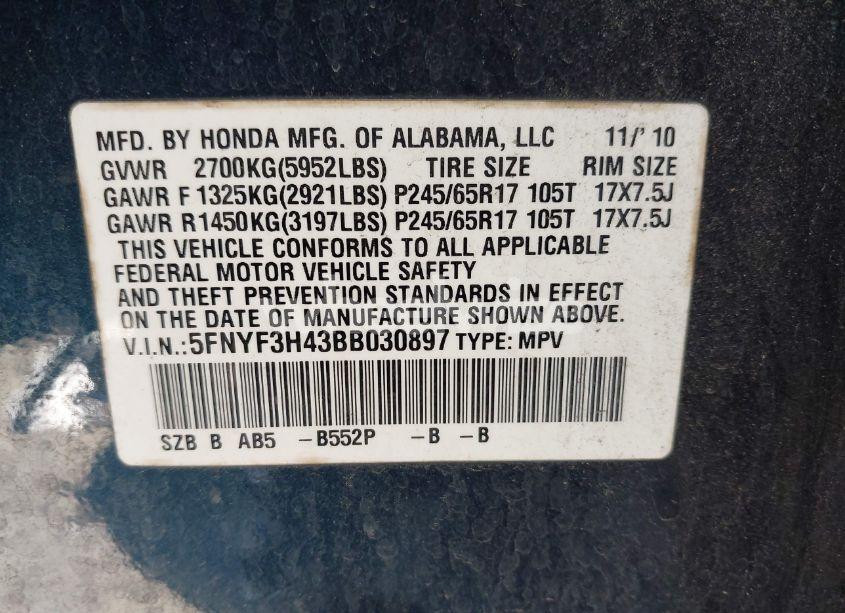 MFD. BY HONDA MFG. OF ALABAMA, LLC 11/'10
GVWR 2700KG(5952LBS) TIRE SIZE RIM SIZE
GAWR F 1325KG(2921LBS) P245/65R17 105T 17X7.5J
GAWR R1450KG(3197LBS) P245/65R17 105T 17X7.5J
THIS VEHICLE CONFORMS TO ALL APPLICABLE
FEDERAL MOTOR VEHICLE SAFETY
AND THEFT PREVENTION STANDARDS IN EFFECT
ON THE DATE OF MANUFACTURE SHOWN ABOVE.
V.I.N.:5FNYF3H43BB030897 TYPE: MPV
SZB B AB5 -B552P -B -B